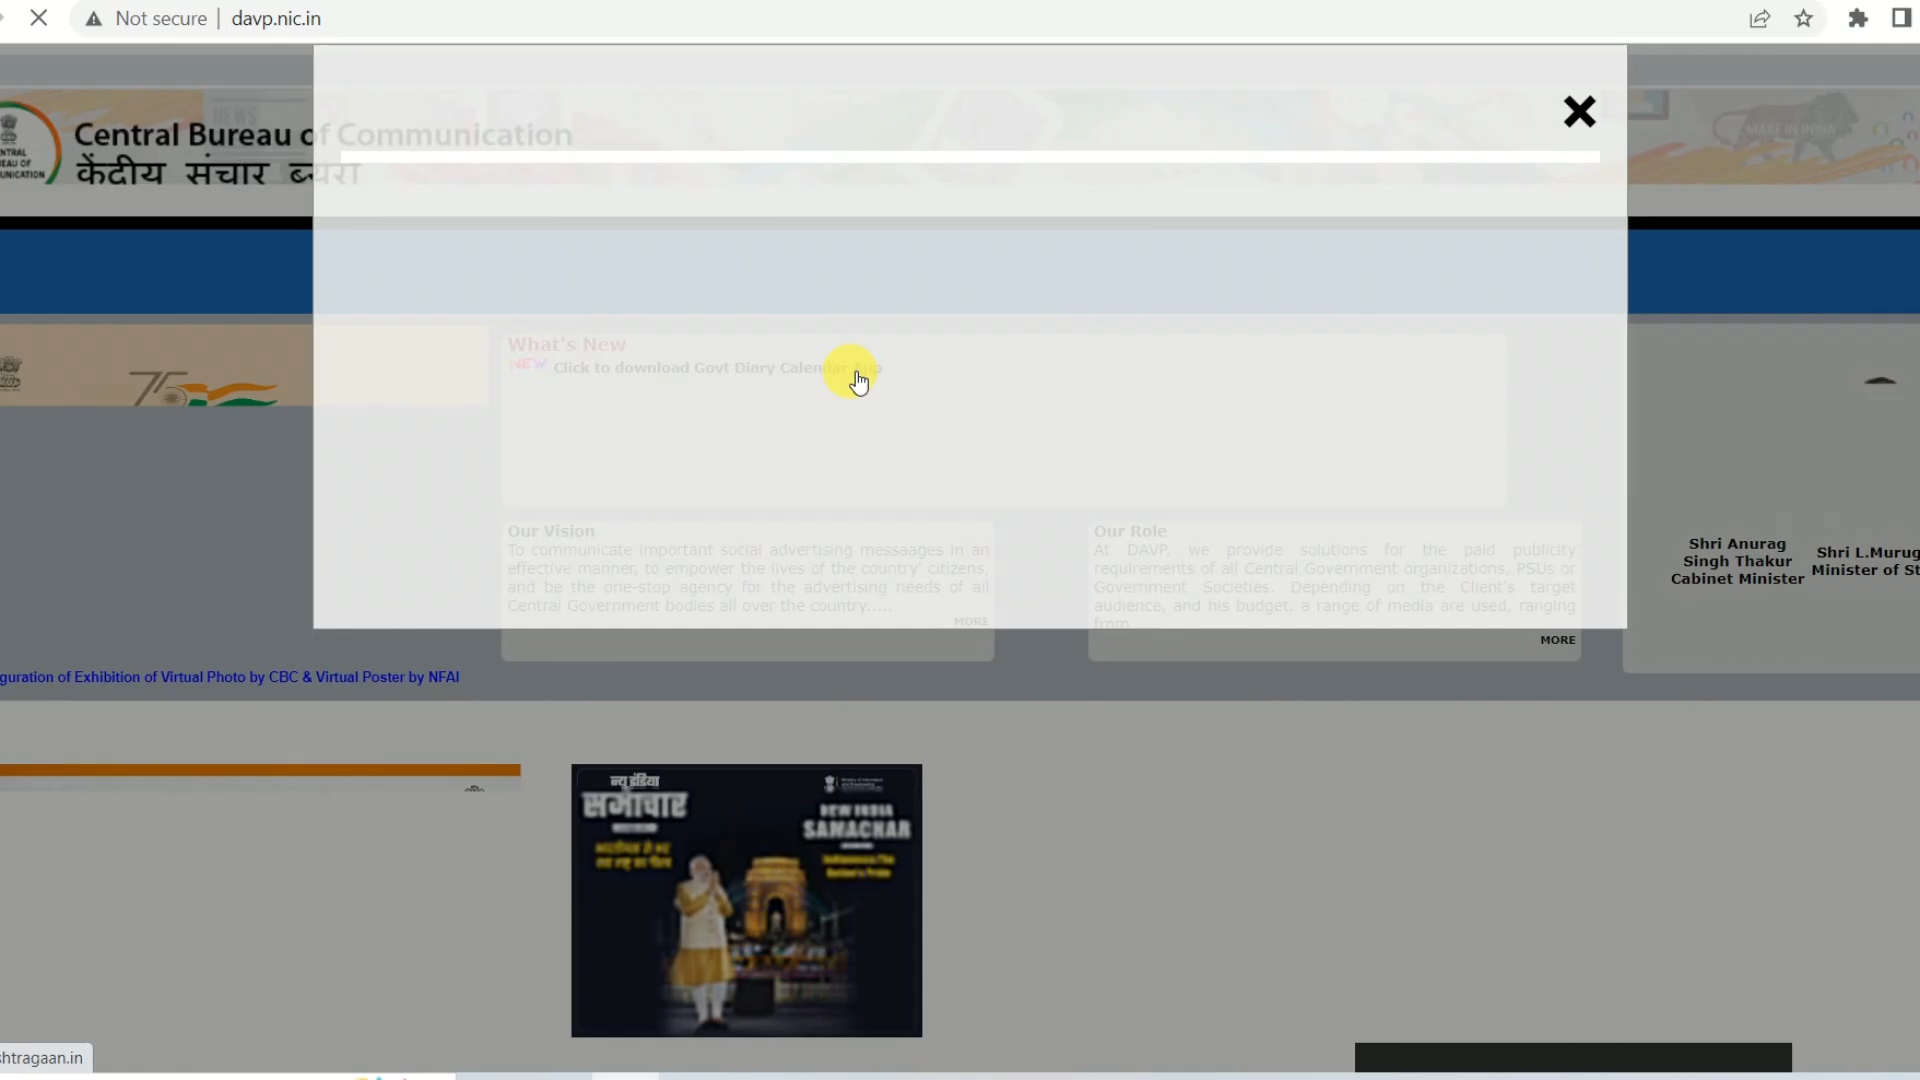 Not secure | davp.nic.in
NEWS
Central Bureau of Communication
केंदीय संचार ब्यूरो
MAKE IN INDIA
What's New
NEW Click to download Govt Diary Calendar App
Our Vision
To communicate important social advertising messaages in an
effective manner, to empower the lives of the country' citizens,
and be the one-stop agency for the advertising needs of all
Central Government bodies all over the country.....
MORE
Our Role
At DAVP, we provide solutions for the paid publicity
requirements of all Central Government organizations, PSUs or
Government Societies. Depending on the Client's target
audience, and his budget, a range of media are used, ranging
from
MORE
Shri Anurag
Singh Thakur
Cabinet Minister
Shri L.Murug
Minister of St
guration of Exhibition of Virtual Photo by CBC & Virtual Poster by NFAI
न्यू इंडिया
समाचार
NEW INDIA
SAMACHAR
shtragaan.in